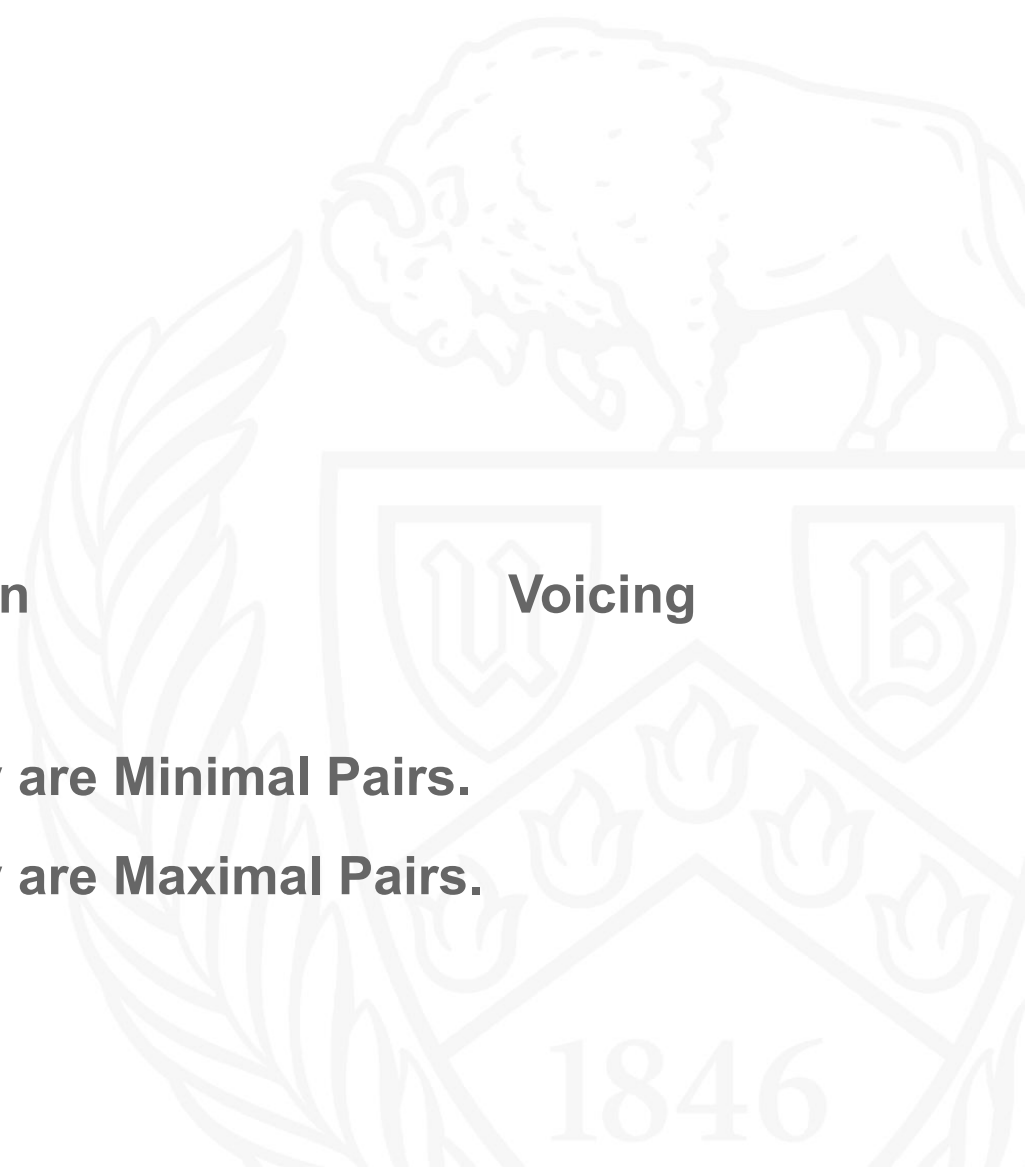 n Voicing
y are Minimal Pairs.
y are Maximal Pairs.
U B
1846